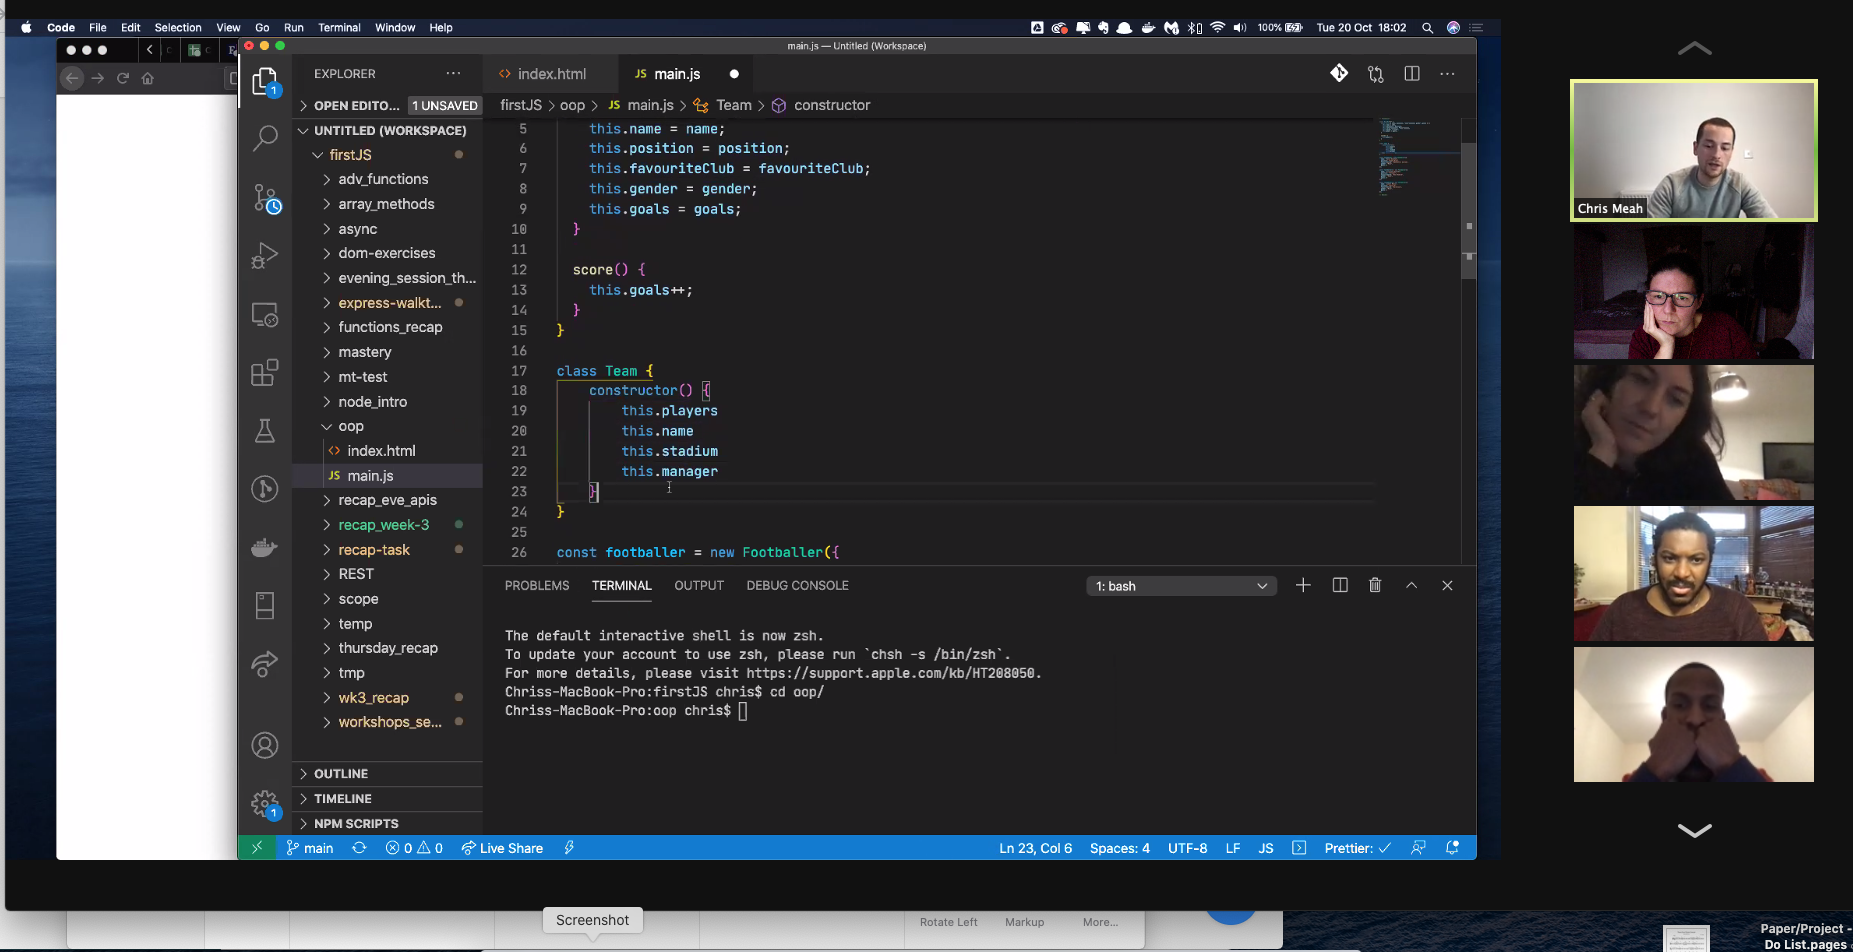 Code File Edit Selection View Go Run Terminal Window Help
100% Tue 20 Oct 18:02
main.js — Untitled (Workspace)
EXPLORER
index.html
JS main.js
OPEN EDITO... 1 UNSAVED
firstJS > oop > JS main.js > Team > constructor
UNTITLED (WORKSPACE)
firstJS
adv_functions
array_methods
async
dom-exercises
evening_session_th...
express-walkt...
functions_recap
mastery
mt-test
node_intro
oop
index.html
JS main.js
recap_eve_apis
recap_week-3
recap-task
REST
scope
temp
thursday_recap
tmp
wk3_recap
workshops_se...
OUTLINE
TIMELINE
NPM SCRIPTS
1
1
5 this.name = name;
6 this.position = position;
7 this.favouriteClub = favouriteClub;
8 this.gender = gender;
9 this.goals = goals;
10 }
11
12 score() {
13 this.goals++;
14 }
15 }
16
17 class Team {
18 constructor() {
19 this.players
20 this.name
21 this.stadium
22 this.manager
23 }
24 }
25
26 const footballer = new Footballer({
PROBLEMS TERMINAL OUTPUT DEBUG CONSOLE
1: bash
The default interactive shell is now zsh.
To update your account to use zsh, please run `chsh -s /bin/zsh`.
For more details, please visit https://support.apple.com/kb/HT208050.
Chriss-MacBook-Pro:firstJS chris$ cd oop/
Chriss-MacBook-Pro:oop chris$
main
0 0
Live Share
Ln 23, Col 6 Spaces: 4 UTF-8 LF JS Prettier: ✓
Chris Meah
Screenshot
Rotate Left Markup More...
Paper/Project -
Do List.pages